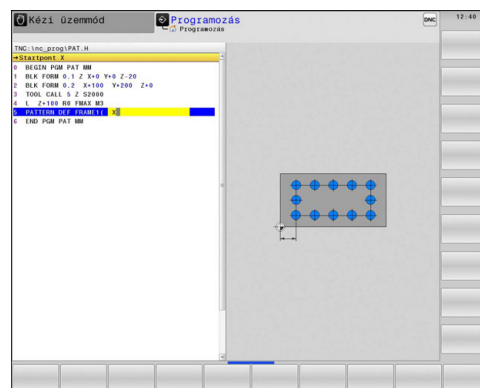 Kézi üzemmód
Programozás
Programozás
DNC
12:40
TNC:\nc_prog\PAT.H
→Startpont X
0 BEGIN PGM PAT MM
1 BLK FORM 0.1 Z X+0 Y+0 Z-20
2 BLK FORM 0.2 X+100 Y+200 Z+0
3 TOOL CALL 5 Z S2000
4 L Z+100 R0 FMAX M3
5 PATTERN DEF FRAME1( X
6 END PGM PAT MM